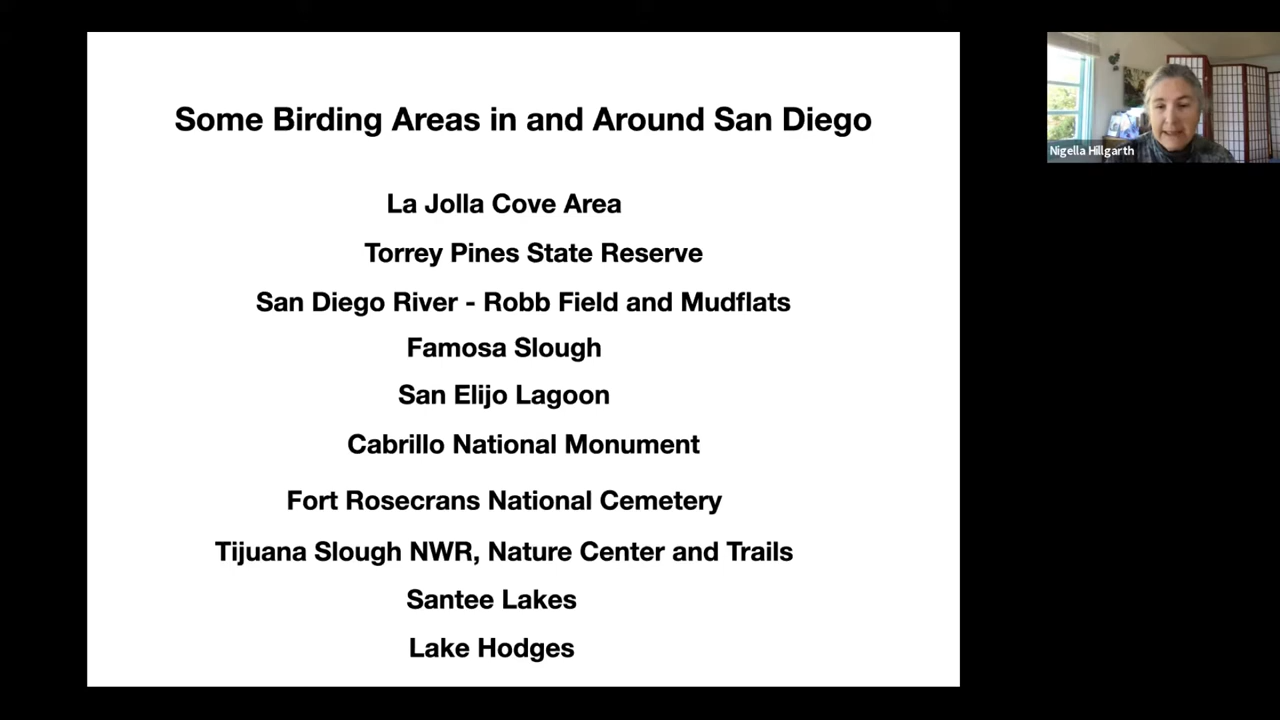 Some Birding Areas in and Around San Diego
La Jolla Cove Area
Torrey Pines State Reserve
San Diego River - Robb Field and Mudflats
Famosa Slough
San Elijo Lagoon
Cabrillo National Monument
Fort Rosecrans National Cemetery
Tijuana Slough NWR, Nature Center and Trails
Santee Lakes
Lake Hodges
Nigella Hillgarth